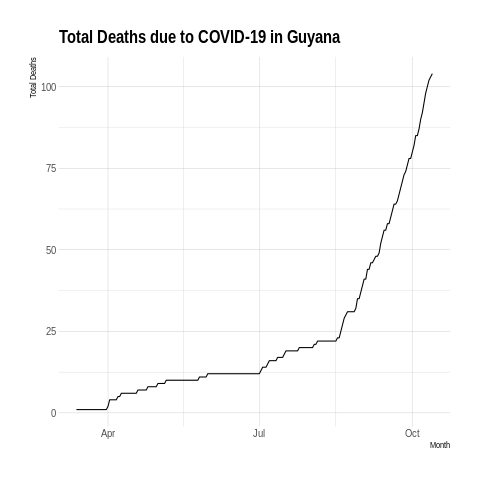 Total Deaths due to COVID-19 in Guyana
Total Deaths
100
75
50
25
0
Apr
Jul
Oct
Month